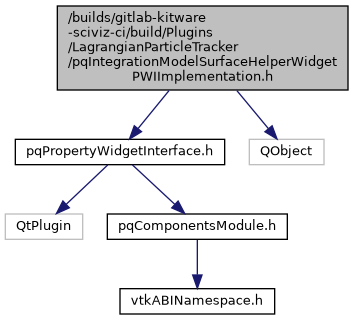 /builds/gitlab-kitware
-sciviz-ci/build/Plugins
/LagrangianParticleTracker
/pqIntegrationModelSurfaceHelperWidget
PWIImplementation.h
pqPropertyWidgetInterface.h
QObject
QtPlugin
pqComponentsModule.h
vtkABINamespace.h